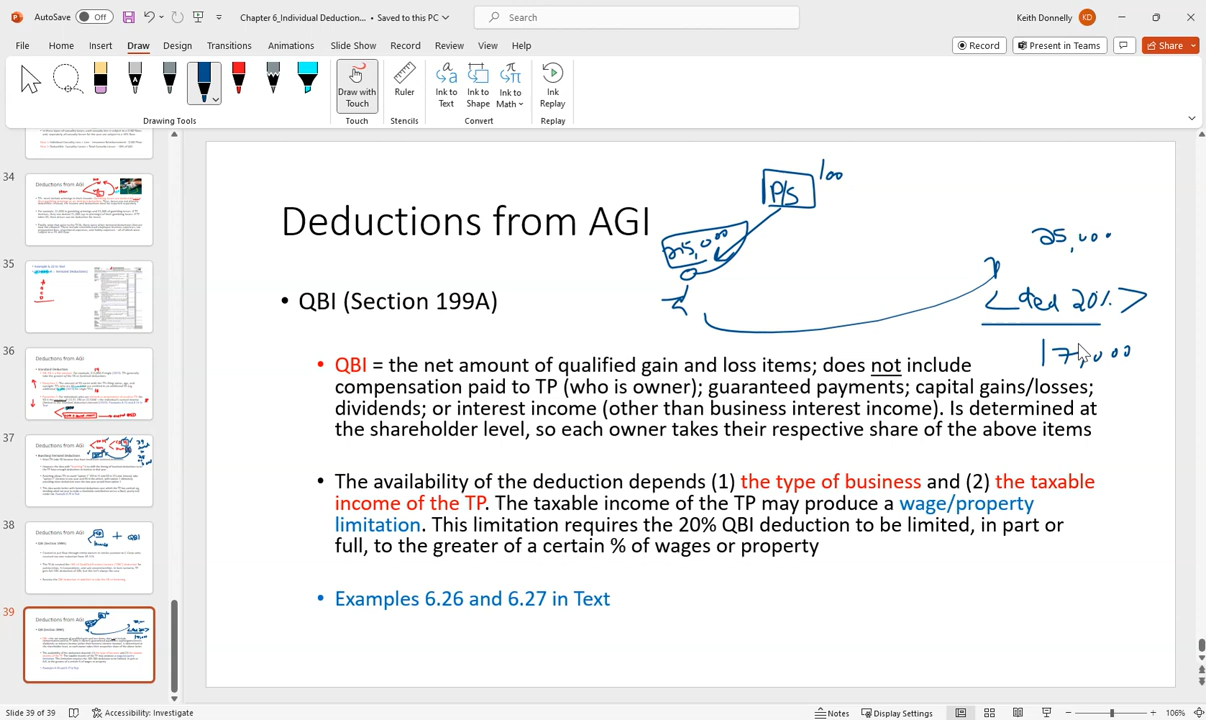 AutoSave Off Chapter 6_Individual Deduction... • Saved to this PC Search Keith Donnelly KD
File Home Insert Draw Design Transitions Animations Slide Show Record Review View Help Record Present in Teams Share
Draw with Touch Ruler Ink to Text Ink to Shape Ink to Math Ink Replay
Drawing Tools Touch Stencils Convert Replay
34
Deductions from AGI
35
36
37
38
39
Deductions from AGI
P/S 100
25,000
25,000
<ded 20%>
17,000
• QBI (Section 199A)
• QBI = the net amount of qualified gain and loss items; does not include
compensation paid to TP (who is owner); guaranteed payments; capital gains/losses;
dividends; or interest income (other than business interest income). Is determined at
the shareholder level, so each owner takes their respective share of the above items
• The availability of the deduction depends (1) the type of business and (2) the taxable
income of the TP. The taxable income of the TP may produce a wage/property
limitation. This limitation requires the 20% QBI deduction to be limited, in part or
full, to the greater of a certain % of wages or property
• Examples 6.26 and 6.27 in Text
Slide 39 of 39 Accessibility: Investigate Notes Display Settings 106%